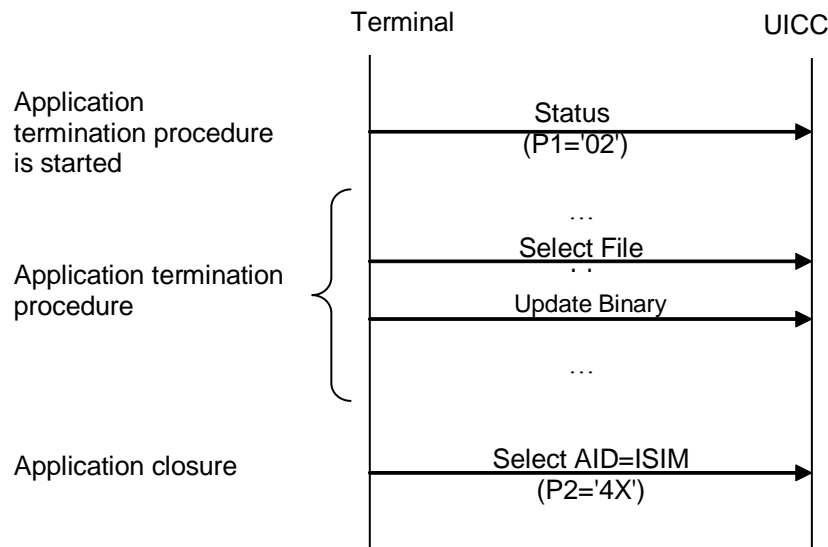 Terminal
UICC
Application
termination procedure
is started
Status
(P1='02')
...
Select File
. .
Application termination
procedure
Update Binary
...
Application closure
Select AID=ISIM
(P2='4X')